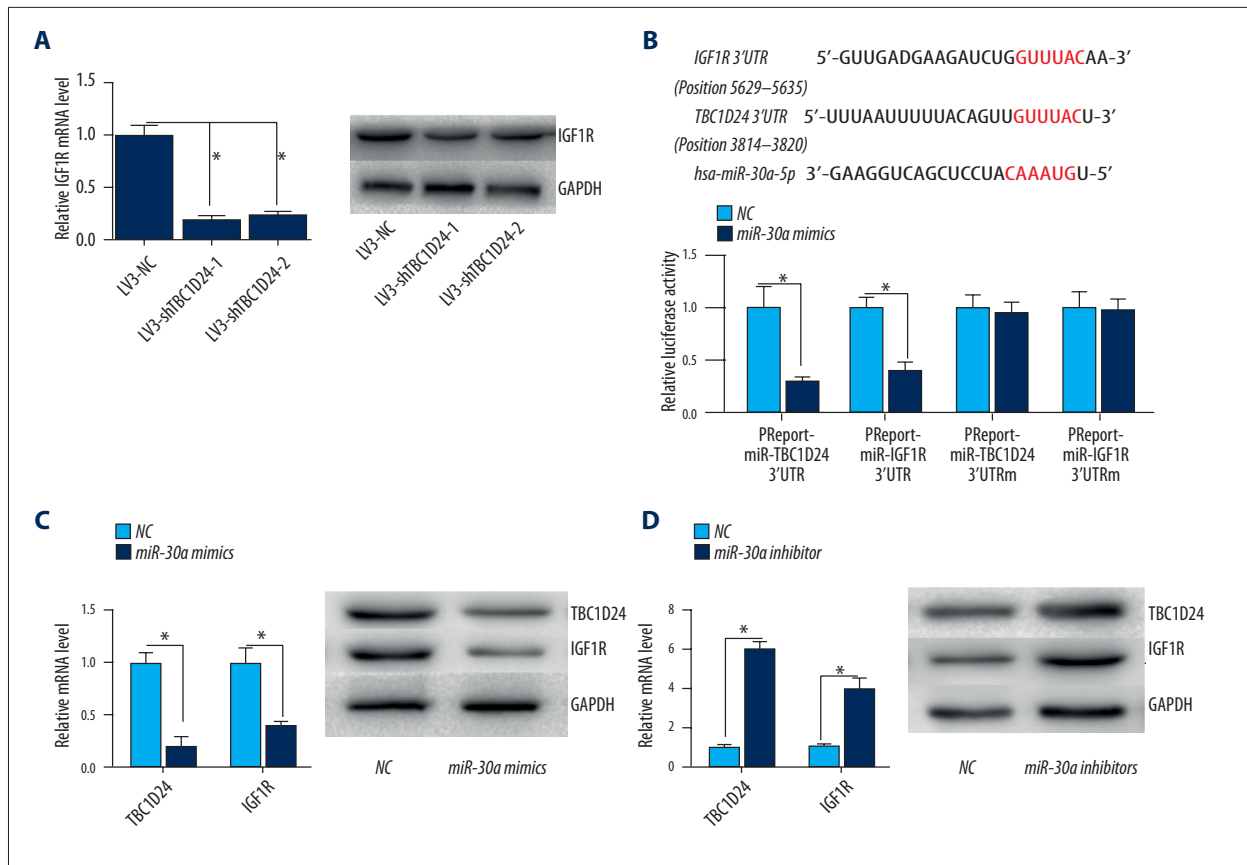 A
Relative IGF1R mRNA level
1.5
1.0
0.5
0.0
*
*
LV3-NC
LV3-shTBC1D24-1
LV3-shTBC1D24-2
IGF1R
GAPDH
LV3-NC
LV3-shTBC1D24-1
LV3-shTBC1D24-2
B
IGF1R 3’UTR 5’-GUUGADGAAGAUCUGGUUUACAA-3’
(Position 5629–5635)
TBC1D24 3’UTR 5’-UUUAAUUUUUACAGUUGUUUACU-3’
(Position 3814–3820)
hsa-miR-30a-5p 3’-GAAGGUCAGCUCCUACAAAUGU-5’
NC
miR-30a mimics
Relative luciferase activity
1.5
1.0
0.5
0.0
*
*
PReport-
miR-TBC1D24
3’UTR
PReport-
miR-IGF1R
3’UTR
PReport-
miR-TBC1D24
3’UTRm
PReport-
miR-IGF1R
3’UTRm
C
NC
miR-30a mimics
Relative mRNA level
1.5
1.0
0.5
0.0
*
*
TBC1D24
IGF1R
TBC1D24
IGF1R
GAPDH
NC
miR-30a mimics
D
NC
miR-30a inhibitor
Relative mRNA level
8
6
4
2
0
*
*
TBC1D24
IGF1R
TBC1D24
IGF1R
GAPDH
NC
miR-30a inhibitors